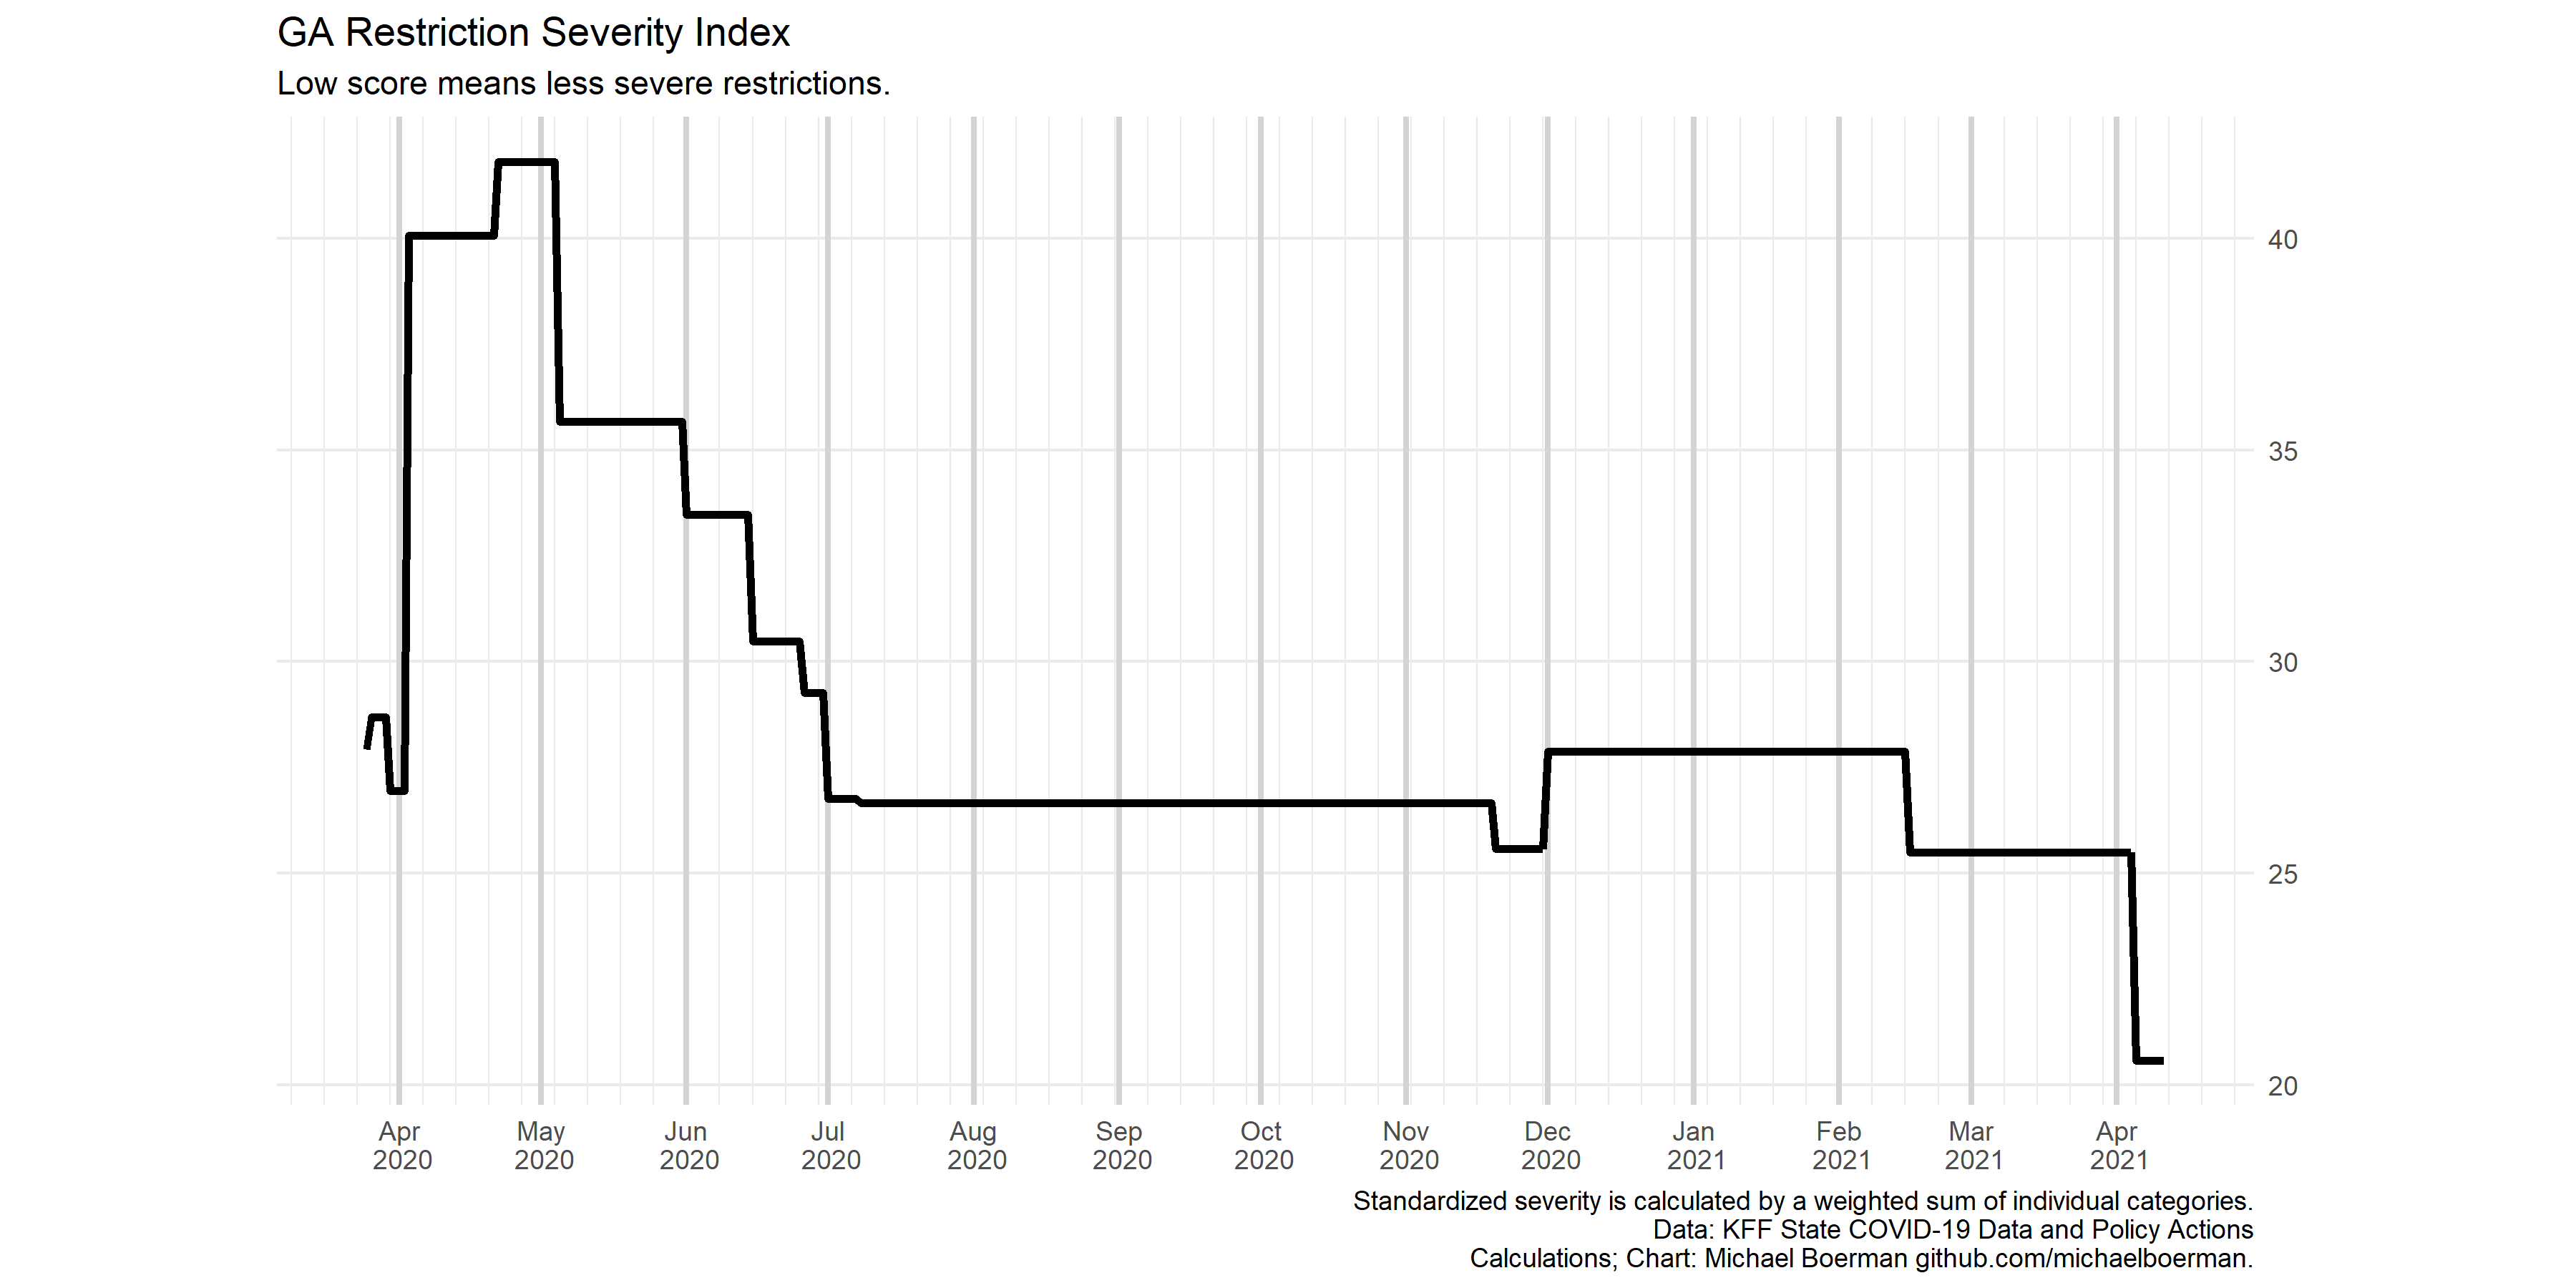 GA Restriction Severity Index
Low score means less severe restrictions.
40
35
30
25
20
Apr May Jun Jul Aug Sep Oct Nov Dec Jan Feb Mar Apr
2020 2020 2020 2020 2020 2020 2020 2020 2020 2021 2021 2021 2021
Standardized severity is calculated by a weighted sum of individual categories.
Data: KFF State COVID-19 Data and Policy Actions
Calculations; Chart: Michael Boerman github.com/michaelboerman.